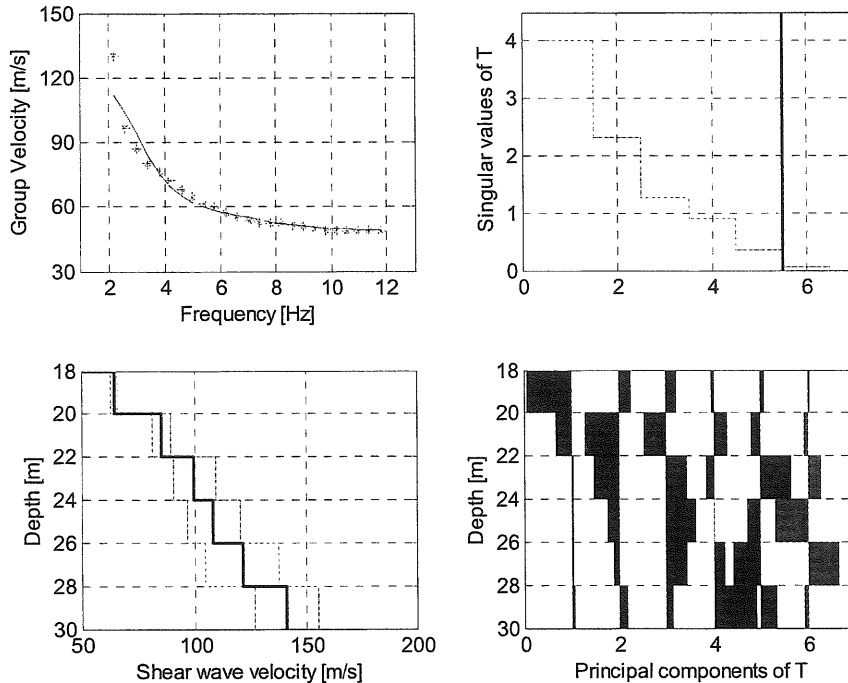 150
120
90
60
30
2 4 6 8 10 12
Group Velocity [m/s]
Frequency [Hz]
4
3
2
1
0
2 4 6
Singular values of T
18
20
22
24
26
28
30
50 100 150 200
Depth [m]
Shear wave velocity [m/s]
18
20
22
24
26
28
30
0 2 4 6
Depth [m]
Principal components of T